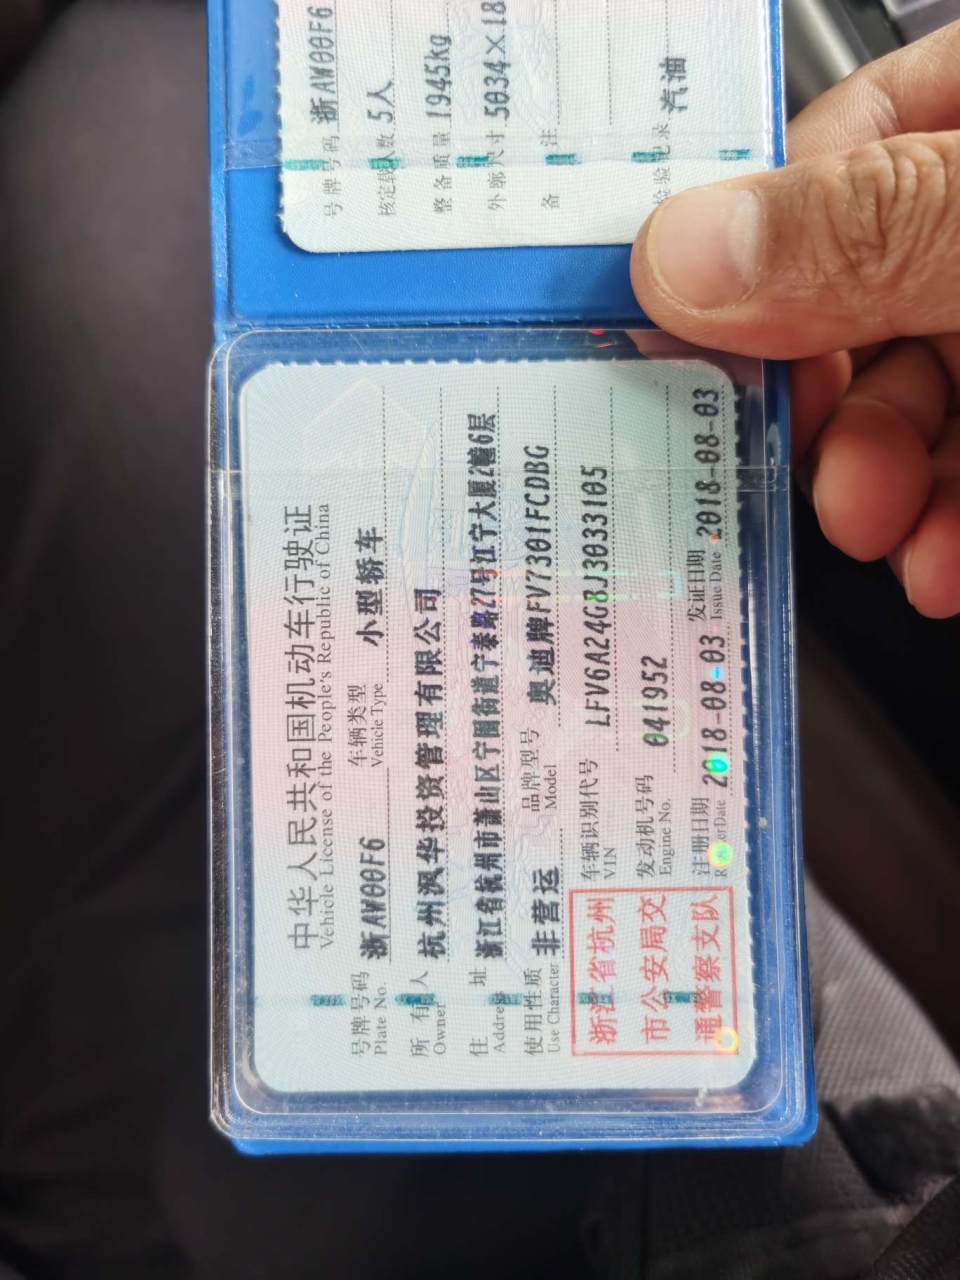 中华人民共和国机动车行驶证
Vehicle License of the People's Republic of China
号牌号码 浙AW00F6 车辆类型 小型轿车
Plate No. Vehicle Type
所有人 杭州沨华投资管理有限公司
Owner
住址 浙江省杭州市萧山区宁围街道宁泰路27号江宁大厦2幢6层
Address
使用性质 非营运 品牌型号 奥迪牌FV7301FCDBG
Use Character Model
浙江省杭州
市公安局交
通警察支队
车辆识别代号 LFV6A24G8J3033105
VIN
发动机号码 041952
Engine No.
注册日期 2018-08-03 发证日期 2018-08-03
Date Issue Date
号牌号码 浙AW00F6
核定载人数 5人
整备质量 1945kg
外廓尺寸 5034×18
备注
检验记录 汽油